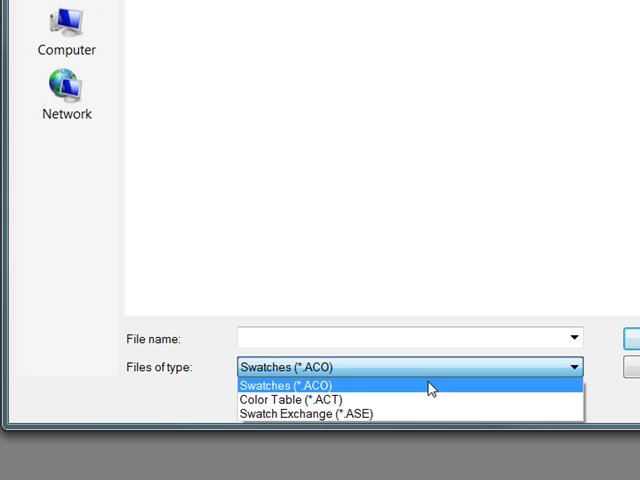 Computer
Network
File name:
Files of type:
Swatches (*.ACO)
Swatches (*.ACO)
Color Table (*.ACT)
Swatch Exchange (*.ASE)